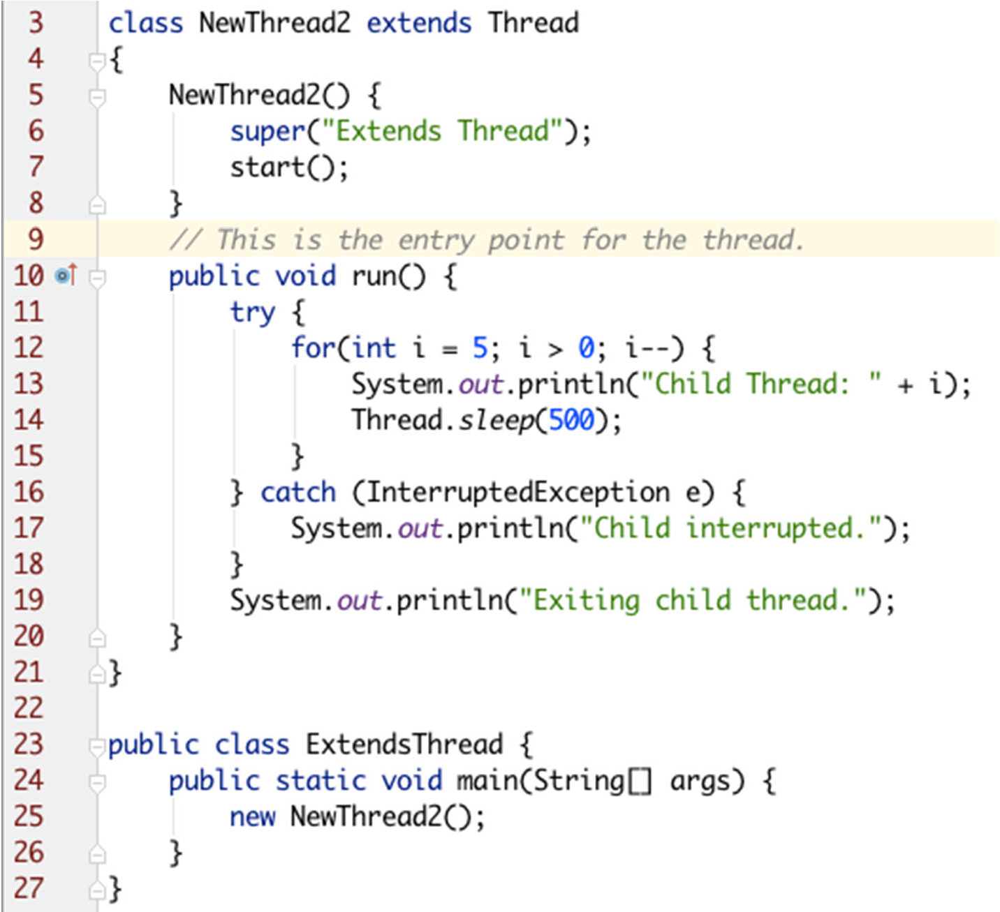 3 class NewThread2 extends Thread
4 {
5     NewThread2() {
6         super("Extends Thread");
7         start();
8     }
9     // This is the entry point for the thread.
10     public void run() {
11         try {
12             for(int i = 5; i > 0; i--) {
13                 System.out.println("Child Thread: " + i);
14                 Thread.sleep(500);
15             }
16         } catch (InterruptedException e) {
17             System.out.println("Child interrupted.");
18         }
19         System.out.println("Exiting child thread.");
20     }
21 }
22
23 public class ExtendsThread {
24     public static void main(String[] args) {
25         new NewThread2();
26     }
27 }